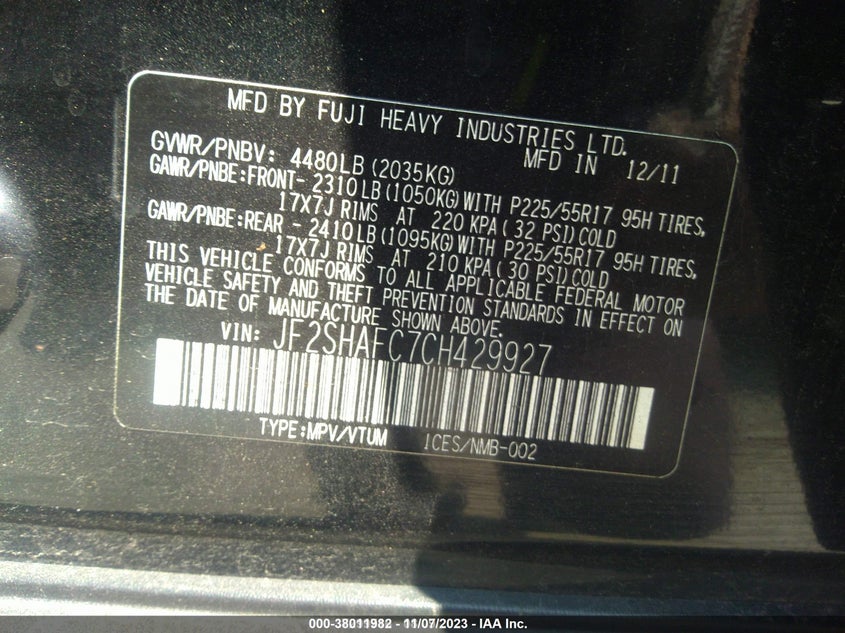 MFD BY FUJI HEAVY INDUSTRIES LTD.
GVWR/PNBV: 4480LB (2035KG) MFD IN 12/11
GAWR/PNBE:FRONT- 2310LB (1050KG) WITH P225/55R17 95H TIRES,
17X7J RIMS AT 220 KPA ( 32 PSI) COLD
GAWR/PNBE:REAR - 2410LB (1095KG) WITH P225/55R17 95H TIRES,
17X7J RIMS AT 210 KPA ( 30 PSI) COLD
THIS VEHICLE CONFORMS TO ALL APPLICABLE FEDERAL MOTOR
VEHICLE SAFETY AND THEFT PREVENTION STANDARDS IN EFFECT ON
THE DATE OF MANUFACTURE SHOWN ABOVE.
VIN: JF2SHAFC7CH429927
TYPE:MPV/VTUM ICES/NMB-002
000-38011982 - 11/07/2023 - IAA Inc.